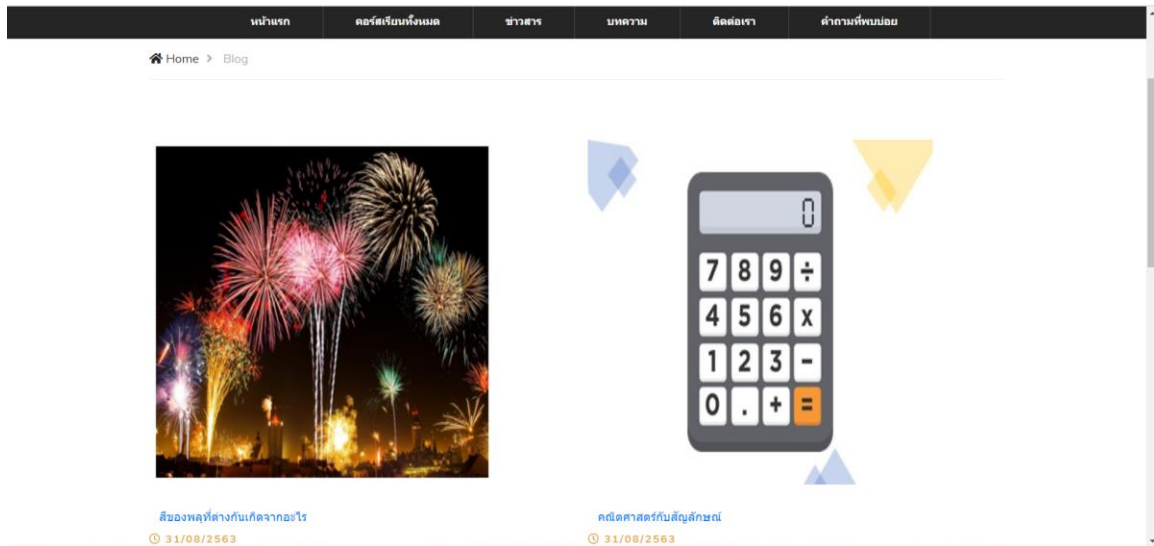 หน้าแรก คอร์สเรียนทั้งหมด ข่าวสาร บทความ ติดต่อเรา คำถามที่พบบ่อย
Home > Blog
0
7 8 9 ÷
4 5 6 x
1 2 3 -
0 . + =
สีของพลุที่ต่างกันเกิดจากอะไร
คณิตศาสตร์กับสัญลักษณ์
31/08/2563
31/08/2563